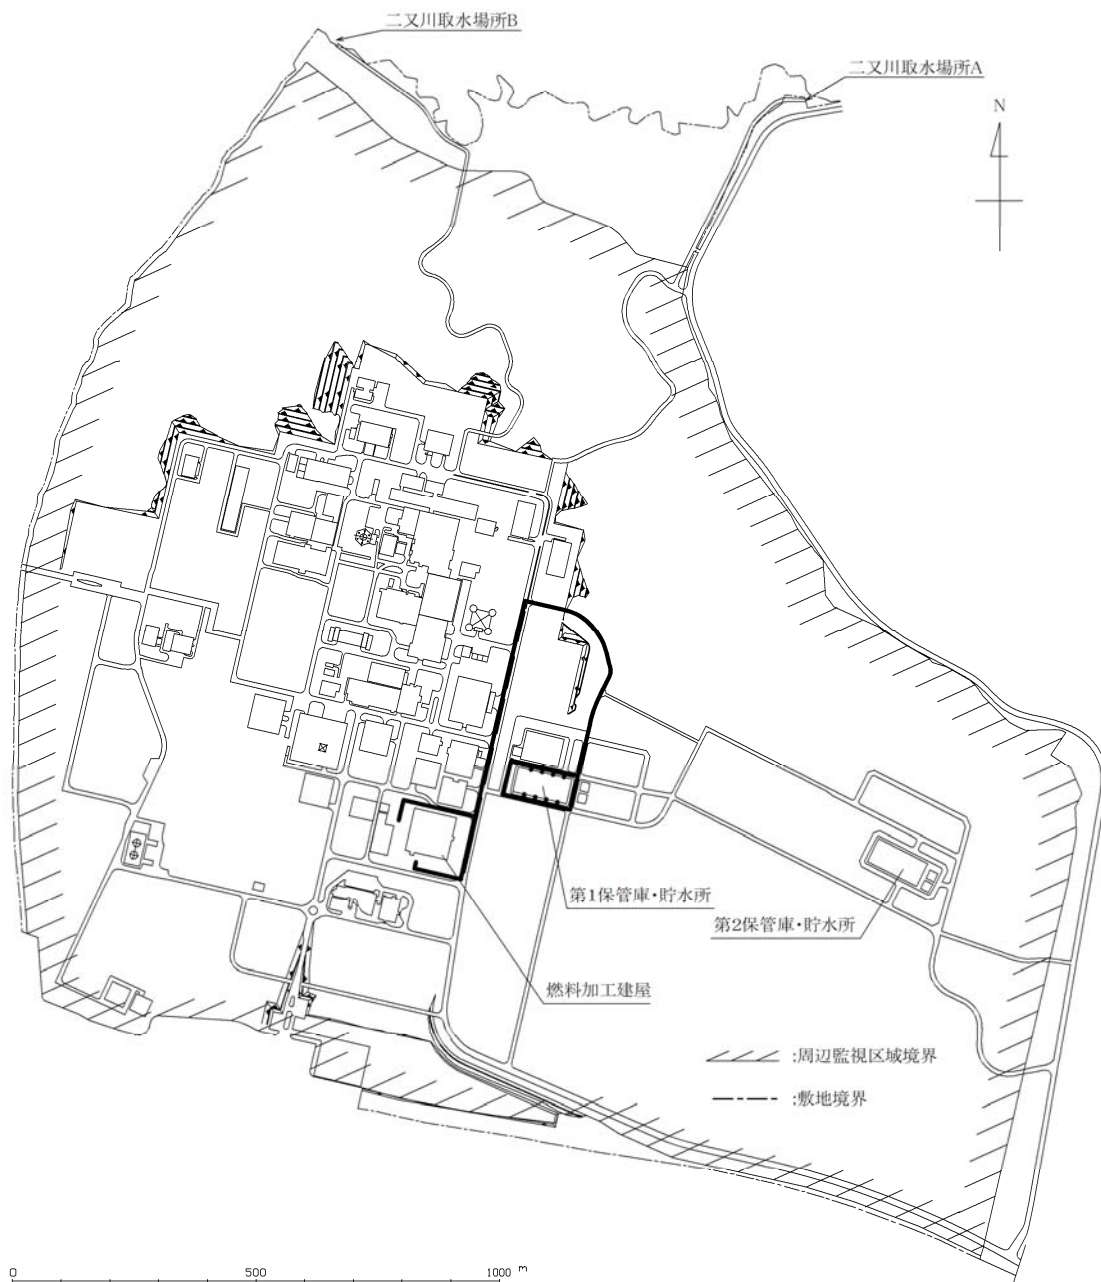 二又川取水場所B
二又川取水場所A
N
第1保管庫・貯水所
第2保管庫・貯水所
燃料加工建屋
:周辺監視区域境界
:敷地境界
0 500 1000 m